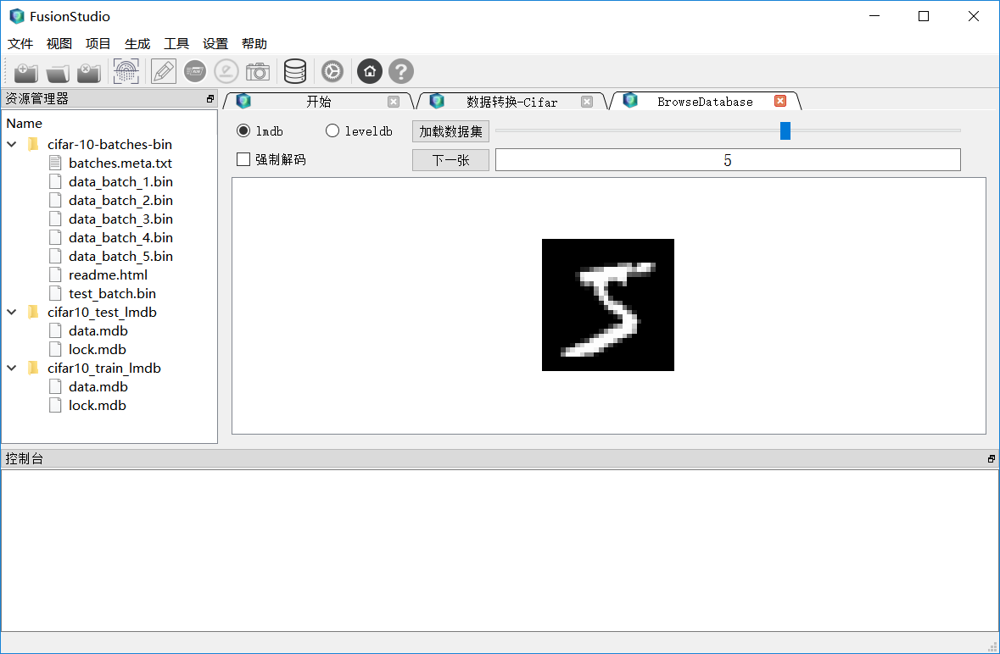 FusionStudio
文件 视图 项目 生成 工具 设置 帮助
资源管理器
Name
cifar-10-batches-bin
batches.meta.txt
data_batch_1.bin
data_batch_2.bin
data_batch_3.bin
data_batch_4.bin
data_batch_5.bin
readme.html
test_batch.bin
cifar10_test_lmdb
data.mdb
lock.mdb
cifar10_train_lmdb
data.mdb
lock.mdb
开始 数据转换-Cifar BrowseDatabase
lmdb leveldb 加载数据集
强制解码 下一张 5
5
控制台